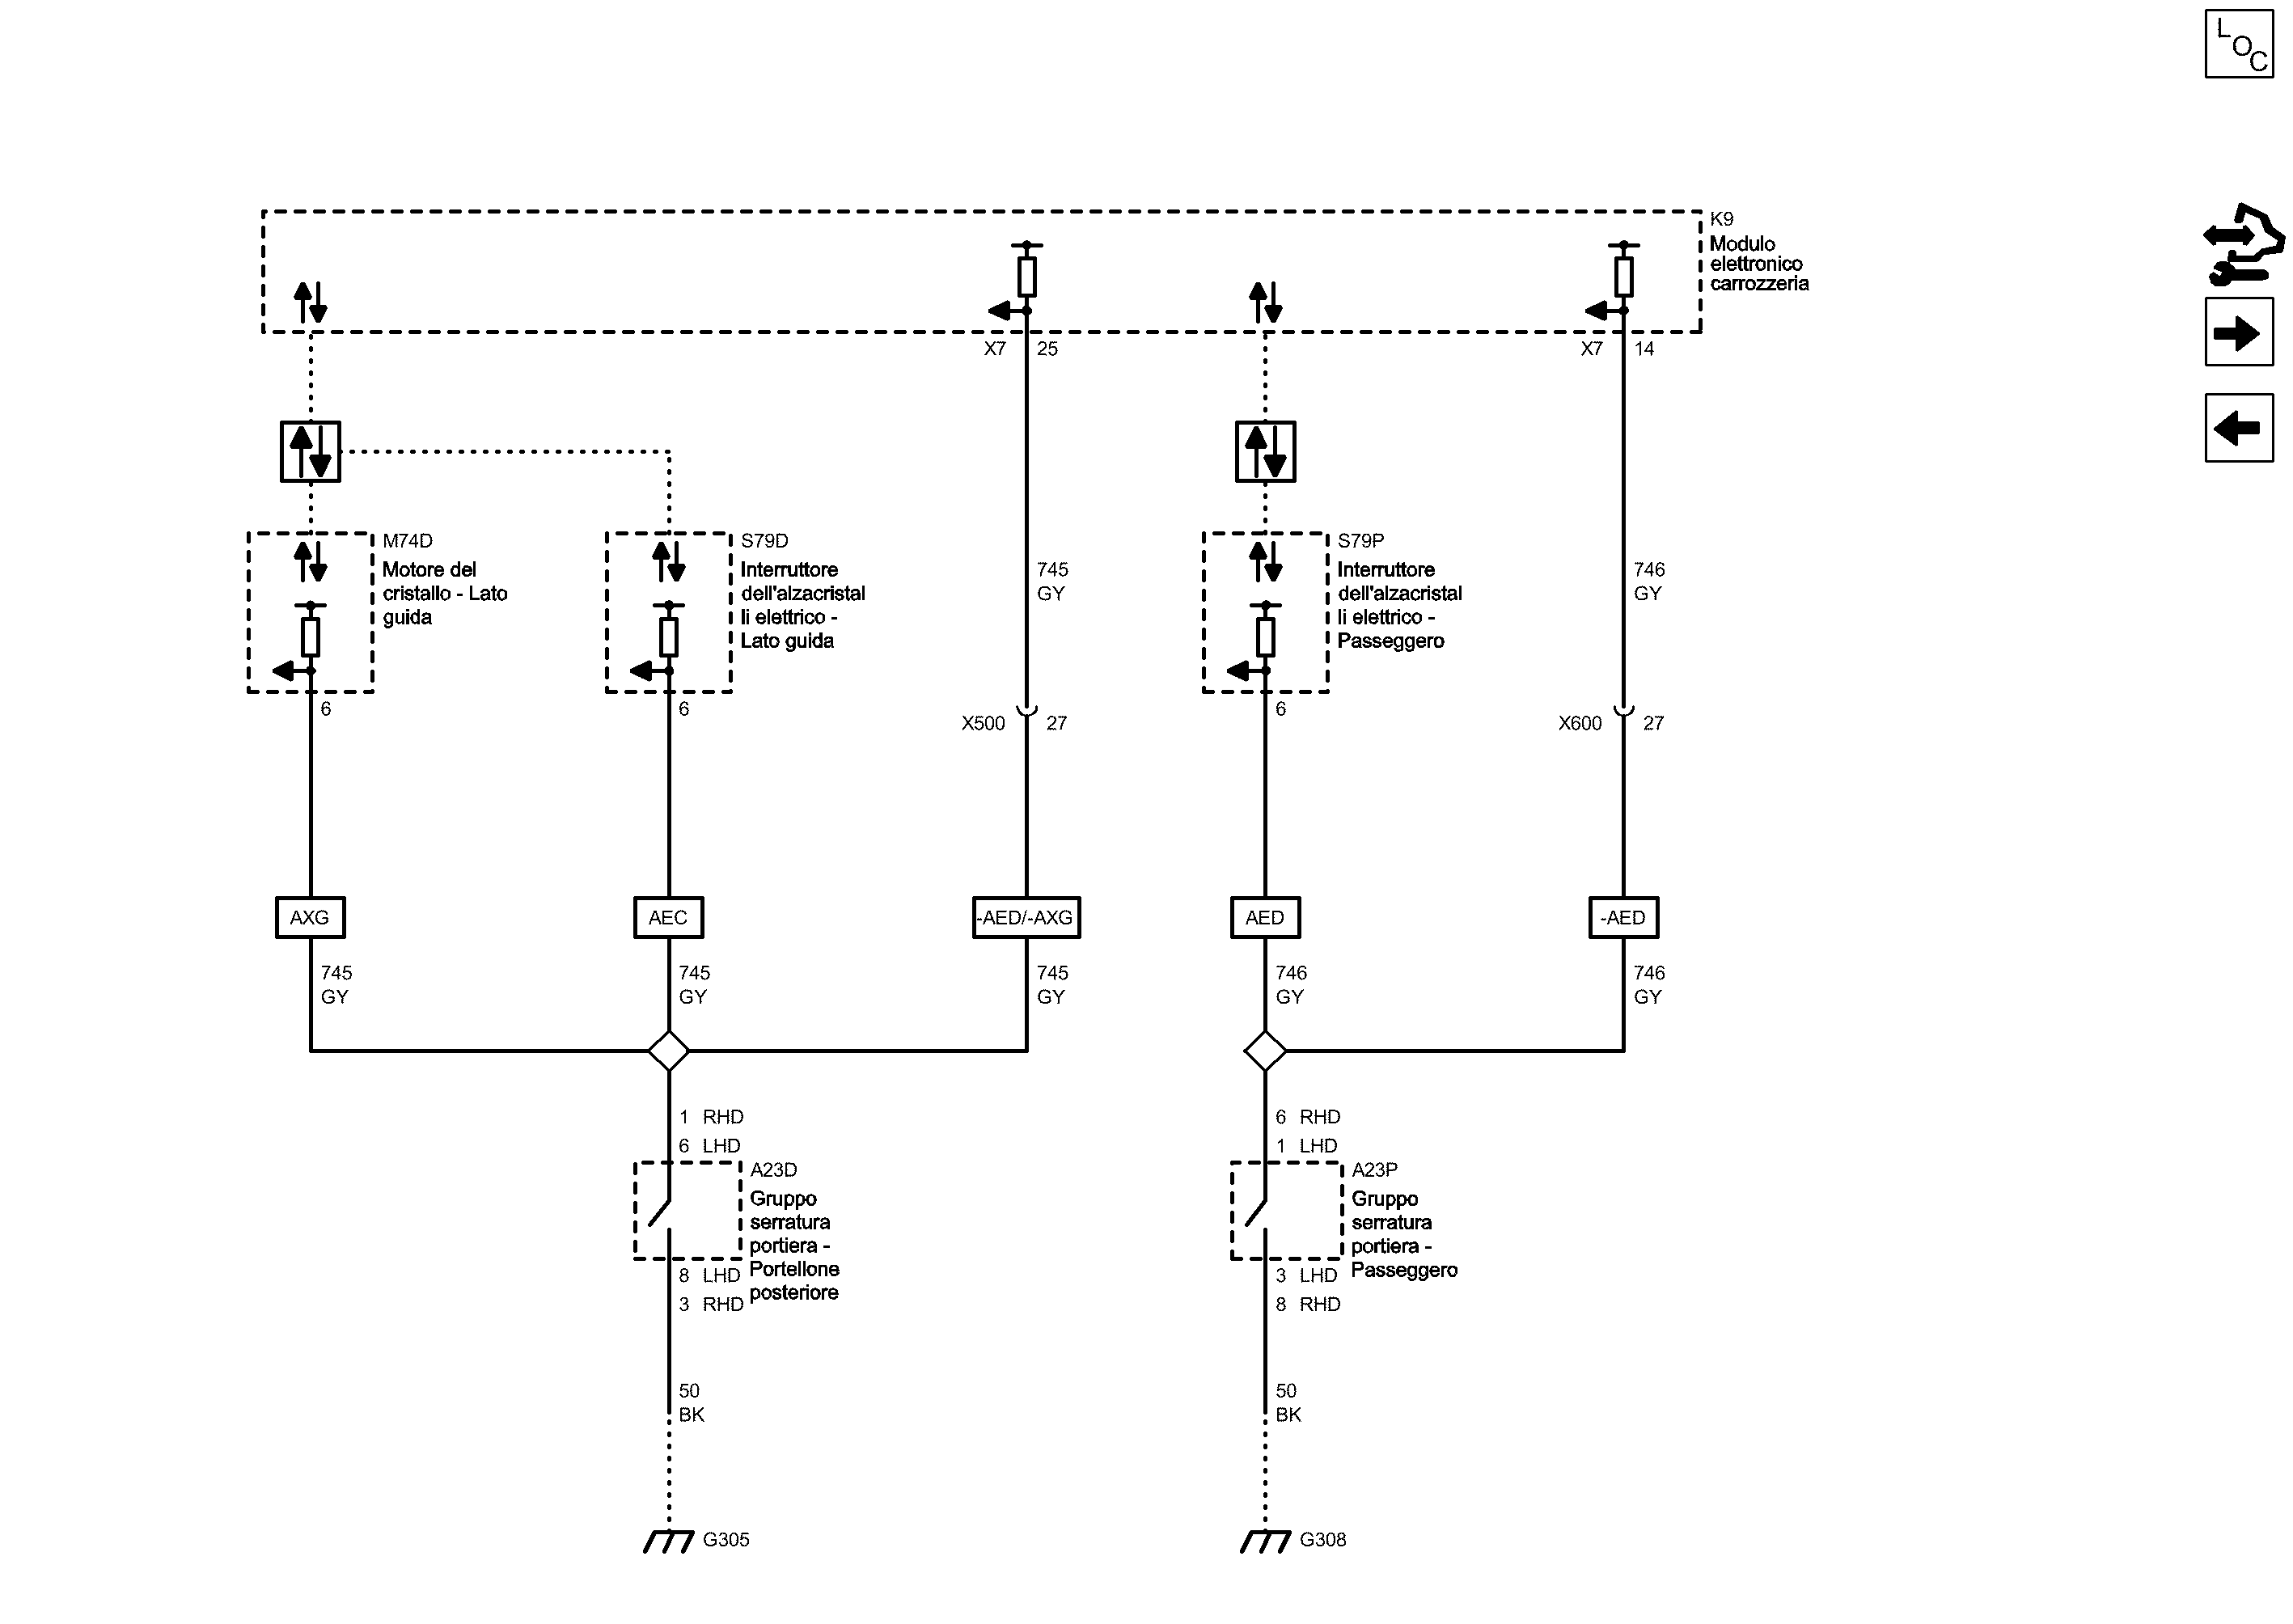 L
O
C
K9
Modulo
elettronico
carrozzeria
X7 25
X7 14
M74D
Motore del
cristallo - Lato
guida
S79D
Interruttore
dell'alzacristal
li elettrico -
Lato guida
745
GY
S79P
Interruttore
dell'alzacristal
li elettrico -
Passeggero
746
GY
6
6
X500 27
6
X600 27
AXG
AEC
-AED/-AXG
AED
-AED
745
GY
745
GY
745
GY
746
GY
746
GY
1 RHD
6 LHD
6 RHD
1 LHD
A23D
Gruppo
serratura
portiera -
Portellone
posteriore
A23P
Gruppo
serratura
portiera -
Passeggero
8 LHD
3 RHD
3 LHD
8 RHD
50
BK
50
BK
G305
G308